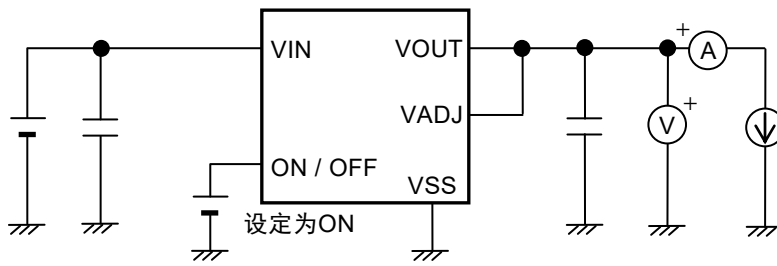 VIN
VOUT
+
A
VADJ
V
+
ON / OFF
VSS
设定为ON